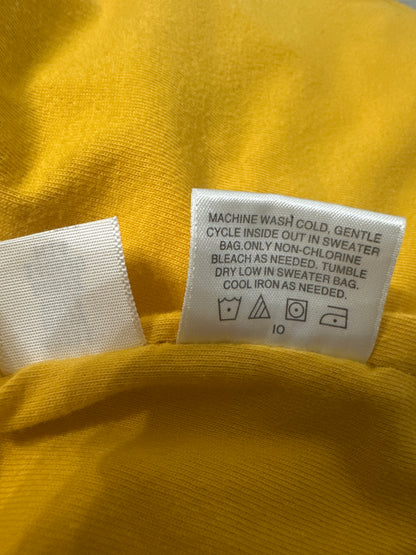 MACHINE WASH COLD, GENTLE
CYCLE INSIDE OUT IN SWEATER
BAG.ONLY NON-CHLORINE
BLEACH AS NEEDED. TUMBLE
DRY LOW IN SWEATER BAG.
COOL IRON AS NEEDED.
10